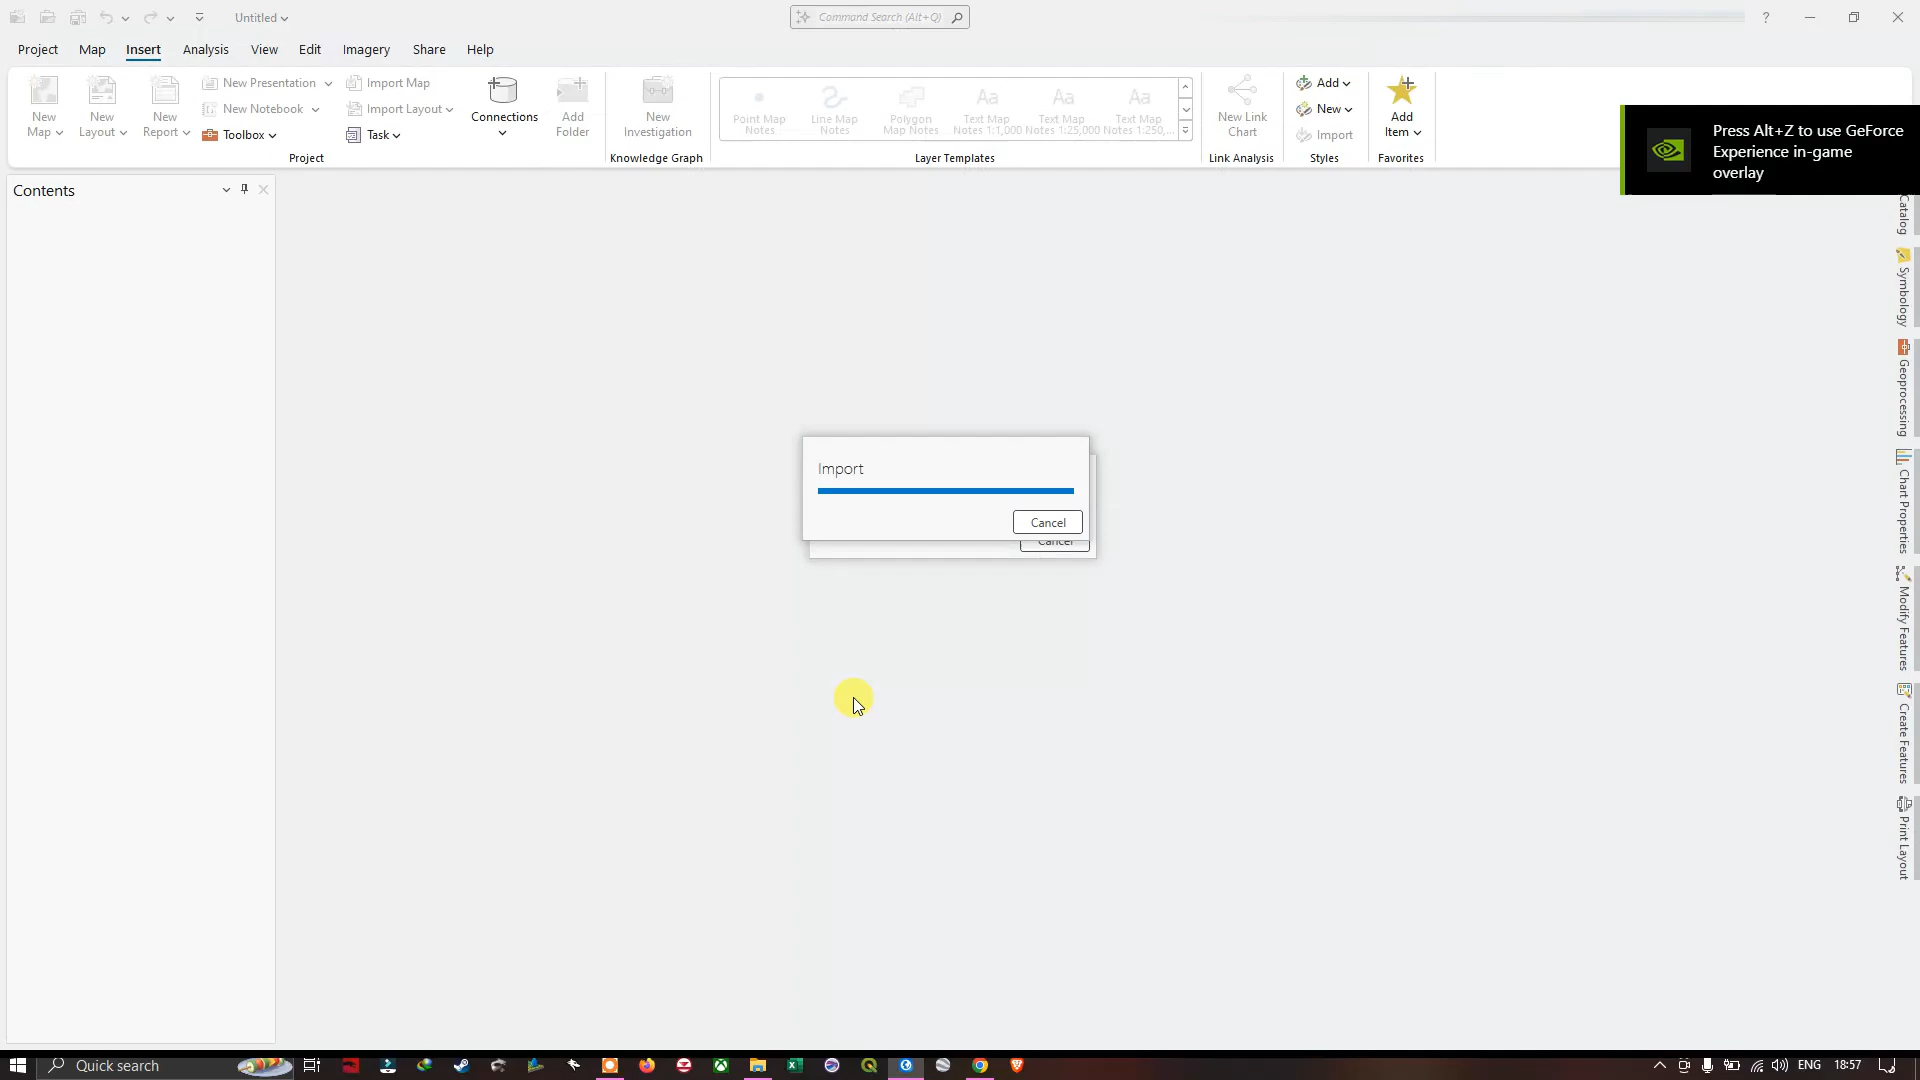 Untitled
Command Search (Alt+Q)
?
Project
Map
Insert
Analysis
View
Edit
Imagery
Share
Help
New
Map
New
Layout
New
Report
New Presentation
New Notebook
Toolbox
Import Map
Import Layout
Task
Connections
Add
Folder
Project
New
Investigation
Knowledge Graph
Point Map
Notes
Line Map
Notes
Polygon
Map Notes
Aa
Text Map
Notes 1:1,000
Aa
Text Map
Notes 1:25,000
Aa
Text Map
Notes 1:250,...
Layer Templates
New Link
Chart
Link Analysis
Add
New
Import
Styles
Add
Item
Favorites
Press Alt+Z to use GeForce
Experience in-game
overlay
Contents
Import
Cancel
Cancel
Catalog
Symbology
Geoprocessing
Chart Properties
Modify Features
Create Features
Print Layout
Quick search
ENG
18:57